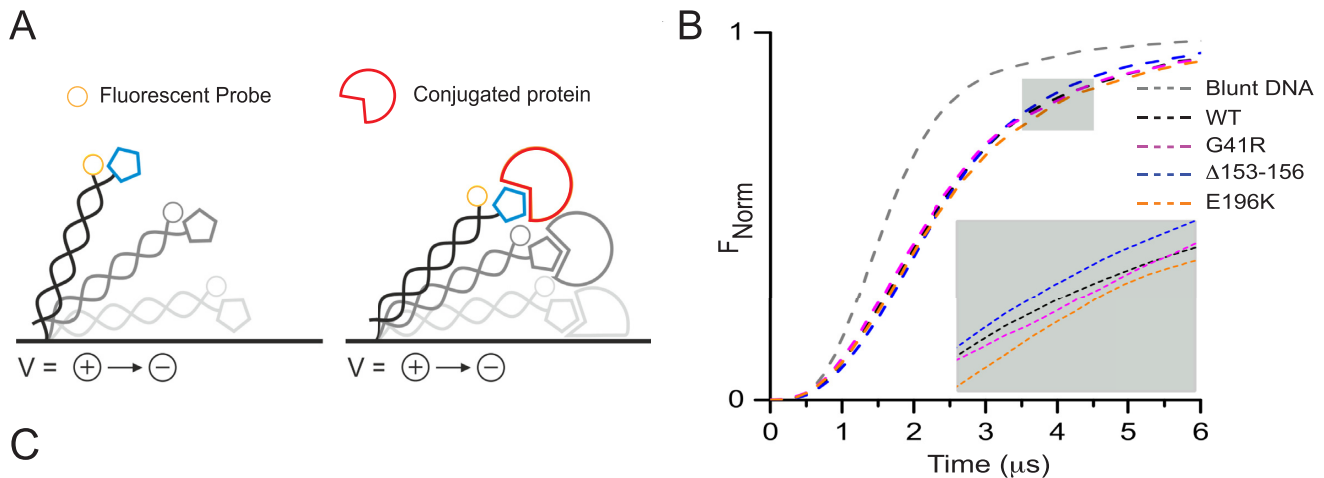 A
Fluorescent Probe
Conjugated protein
V = + → −
V = + → −
B
1
F_Norm
0
0 1 2 3 4 5 6
Time (μs)
Blunt DNA
WT
G41R
Δ153-156
E196K
C